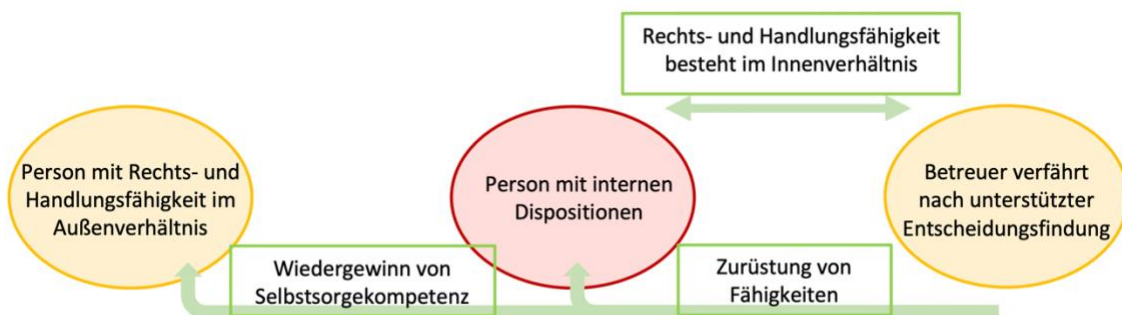 Rechts- und Handlungsfähigkeit
besteht im Innenverhältnis
Person mit Rechts- und
Handlungsfähigkeit im
Außenverhältnis
Person mit internen
Dispositionen
Betreuer verfährt
nach unterstützter
Entscheidungsfindung
Wiedergewinn von
Selbstsorgekompetenz
Zurüstung von
Fähigkeiten